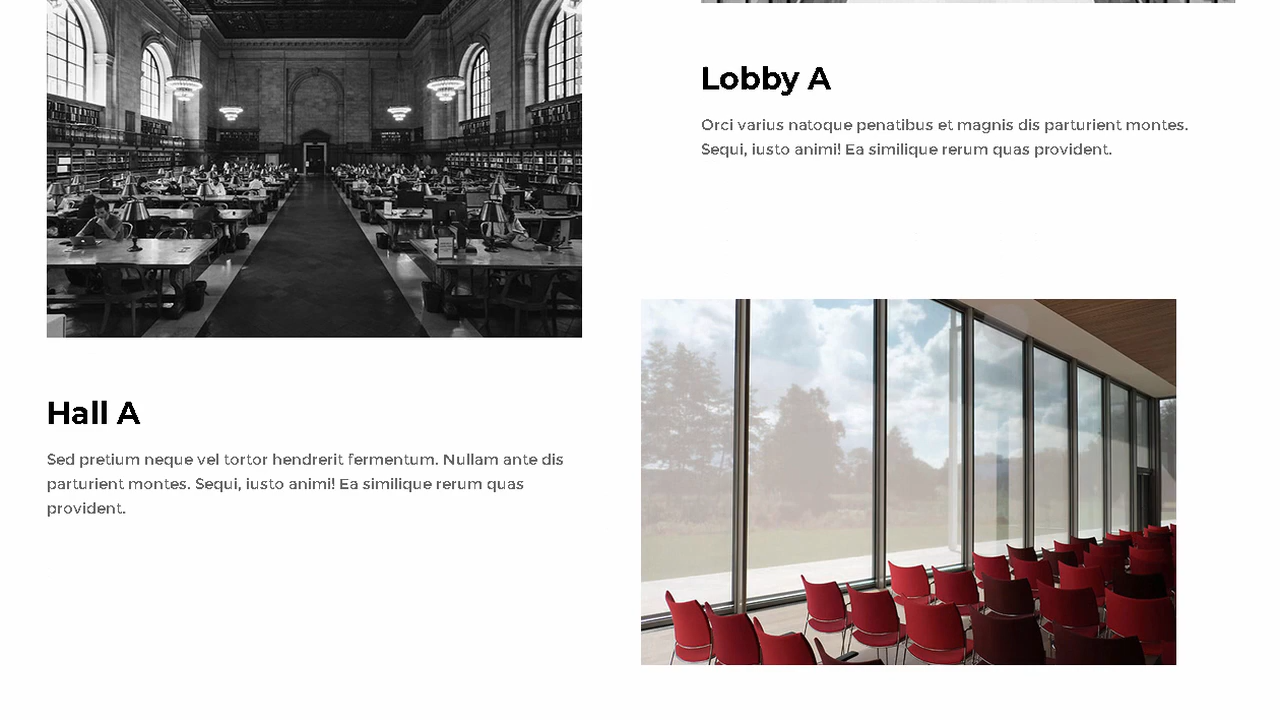 Lobby A
Orci varius natoque penatibus et magnis dis parturient montes.
Sequi, iusto animi! Ea similique rerum quas provident.
Hall A
Sed pretium neque vel tortor hendrerit fermentum. Nullam ante dis
parturient montes. Sequi, iusto animi! Ea similique rerum quas
provident.